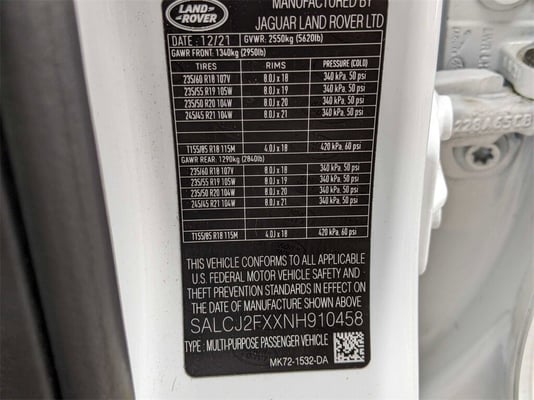 LAND-
-ROVER
MANUFACTURED BY
JAGUAR LAND ROVER LTD
DATE : 12/21 GVWR: 2550kg (5620lb)
GAWR FRONT: 1340kg (2950lb)
TIRES RIMS PRESSURE (COLD)
235/60 R18 107V 8.0J x 18 340 kPa, 50 psi
235/55 R19 105W 8.0J x 19 340 kPa, 50 psi
235/50 R20 104W 8.0J x 20 340 kPa, 50 psi
245/45 R21 104W 8.0J x 21 340 kPa, 50 psi
T155/85 R18 115M 4.0J x 18 420 kPa, 60 psi
GAWR REAR: 1290kg (2840lb)
235/60 R18 107V 8.0J x 18 340 kPa, 50 psi
235/55 R19 105W 8.0J x 19 340 kPa, 50 psi
235/50 R20 104W 8.0J x 20 340 kPa, 50 psi
245/45 R21 104W 8.0J x 21 340 kPa, 50 psi
T155/85 R18 115M 4.0J x 18 420 kPa, 60 psi
THIS VEHICLE CONFORMS TO ALL APPLICABLE
U.S. FEDERAL MOTOR VEHICLE SAFETY AND
THEFT PREVENTION STANDARDS IN EFFECT ON
THE DATE OF MANUFACTURE SHOWN ABOVE
SALCJ2FXXNH910458
TYPE : MULTI-PURPOSE PASSENGER VEHICLE
MK72-1532-DA